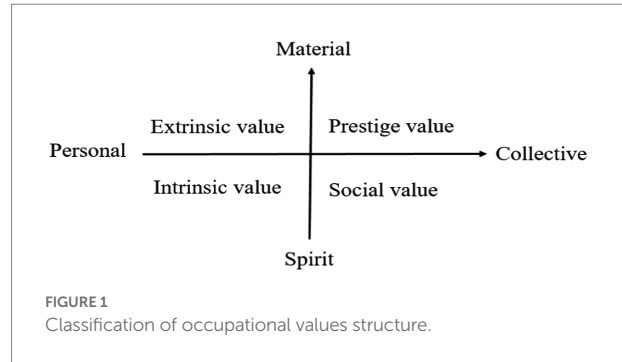 Material
Extrinsic value Prestige value
Personal Collective
Intrinsic value Social value
Spirit
FIGURE 1
Classification of occupational values structure.